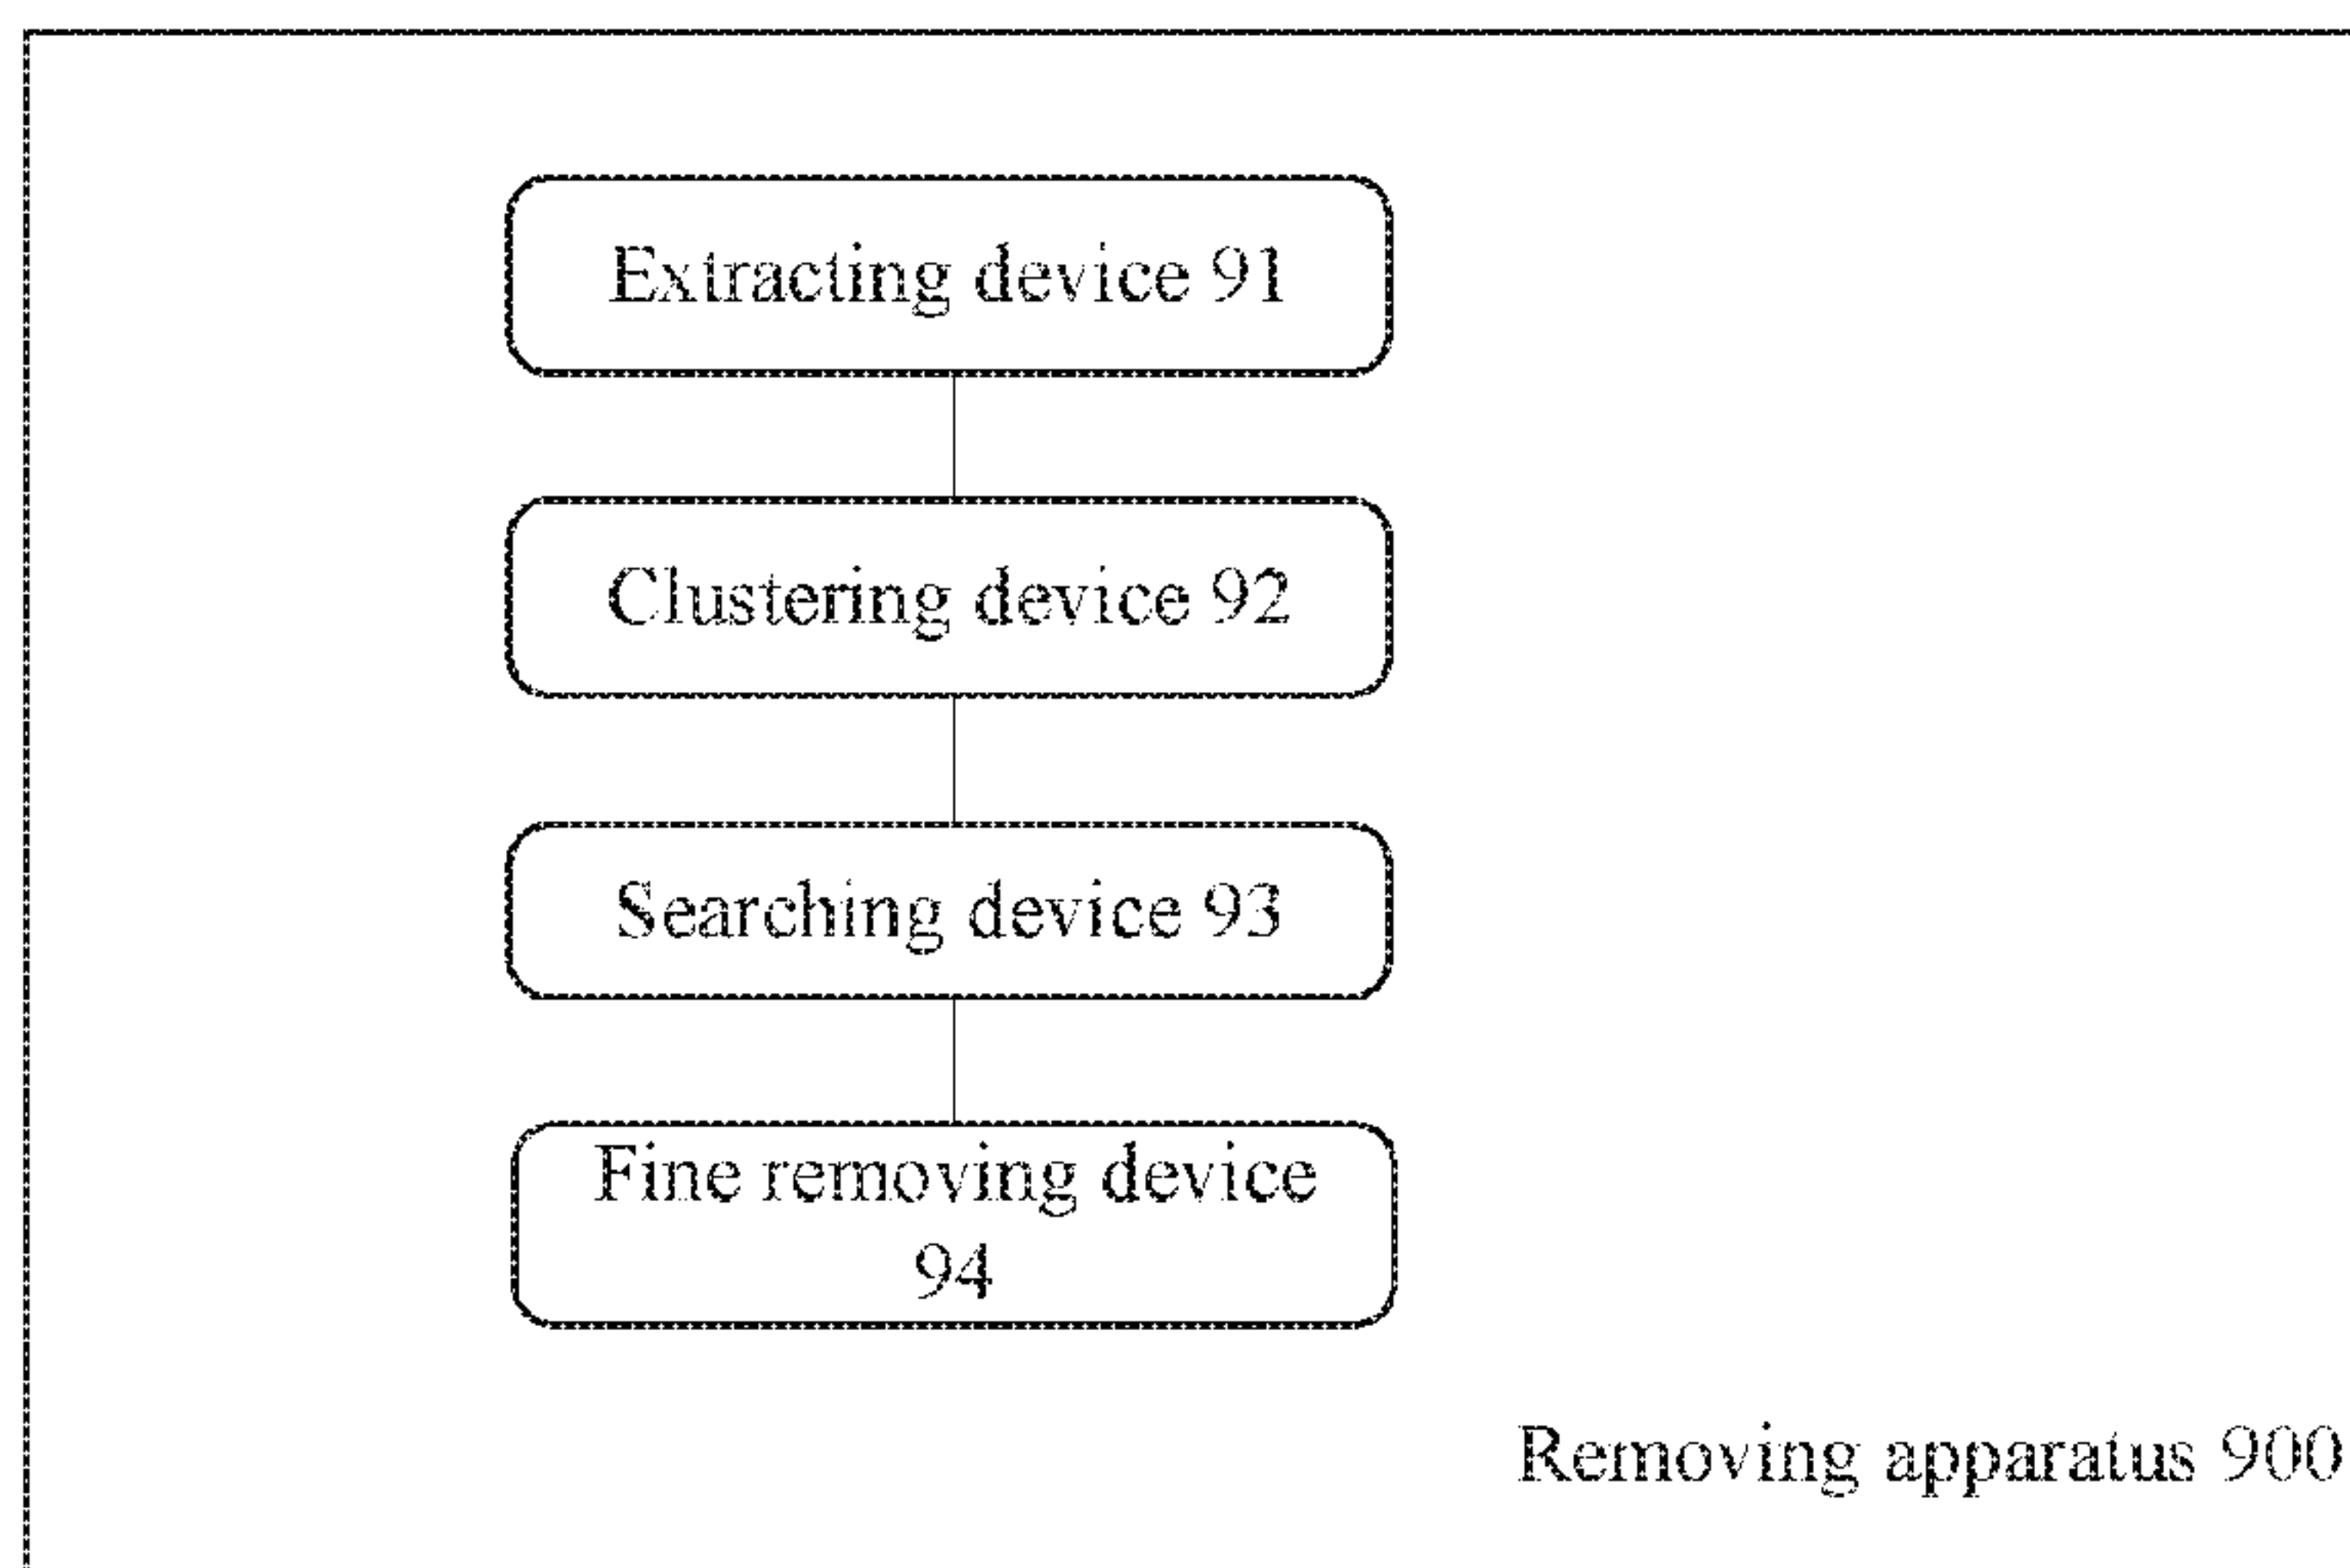 Extracting device 91
Clustering device 92
Searching device 93
Fine removing device
94
Removing apparatus 900